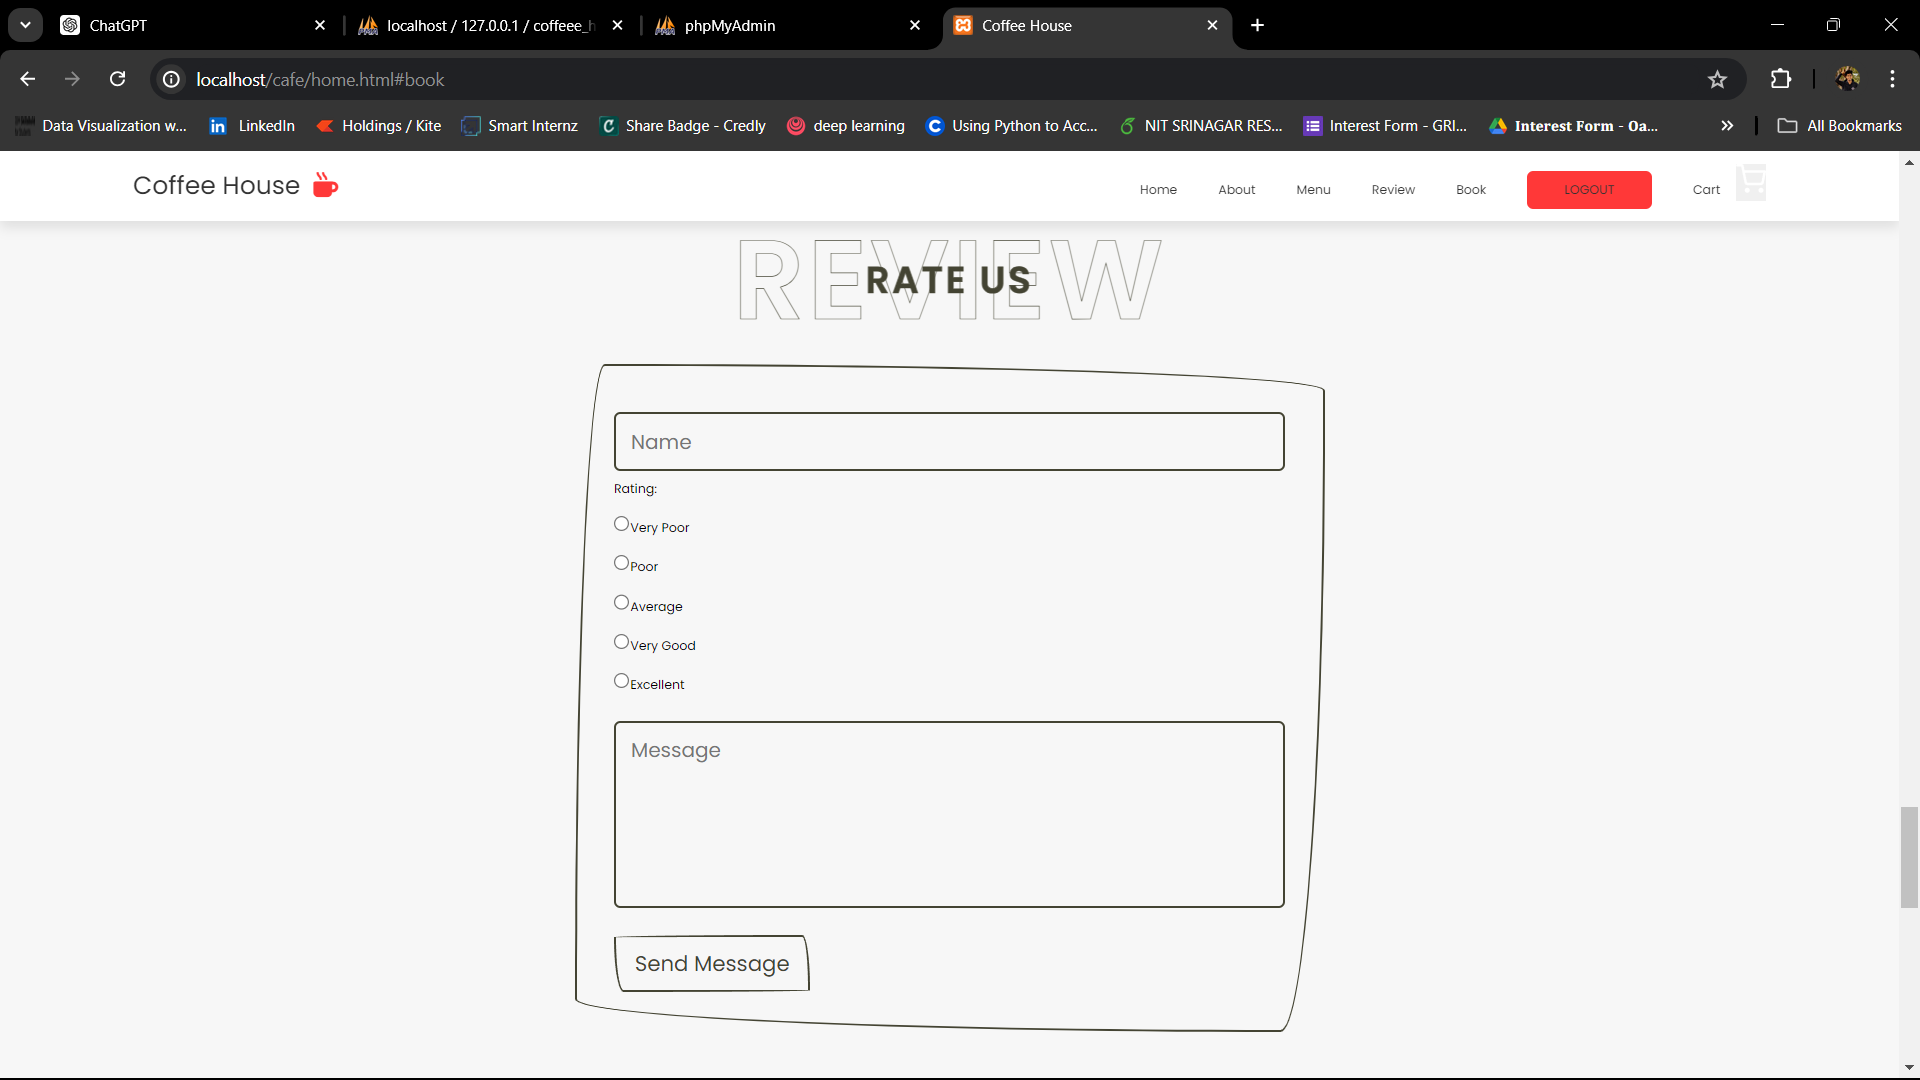 ChatGPT
localhost / 127.0.0.1 / coffeee_h
phpMyAdmin
Coffee House
localhost/cafe/home.html#book
Data Visualization w...
LinkedIn
Holdings / Kite
Smart Internz
Share Badge - Credly
deep learning
Using Python to Acc...
NIT SRINAGAR RES...
Interest Form - GRI...
Interest Form - Oa...
All Bookmarks
Coffee House
Home
About
Menu
Review
Book
LOGOUT
Cart
REVIEW
RATE US
Name
Rating:
Very Poor
Poor
Average
Very Good
Excellent
Message
Send Message